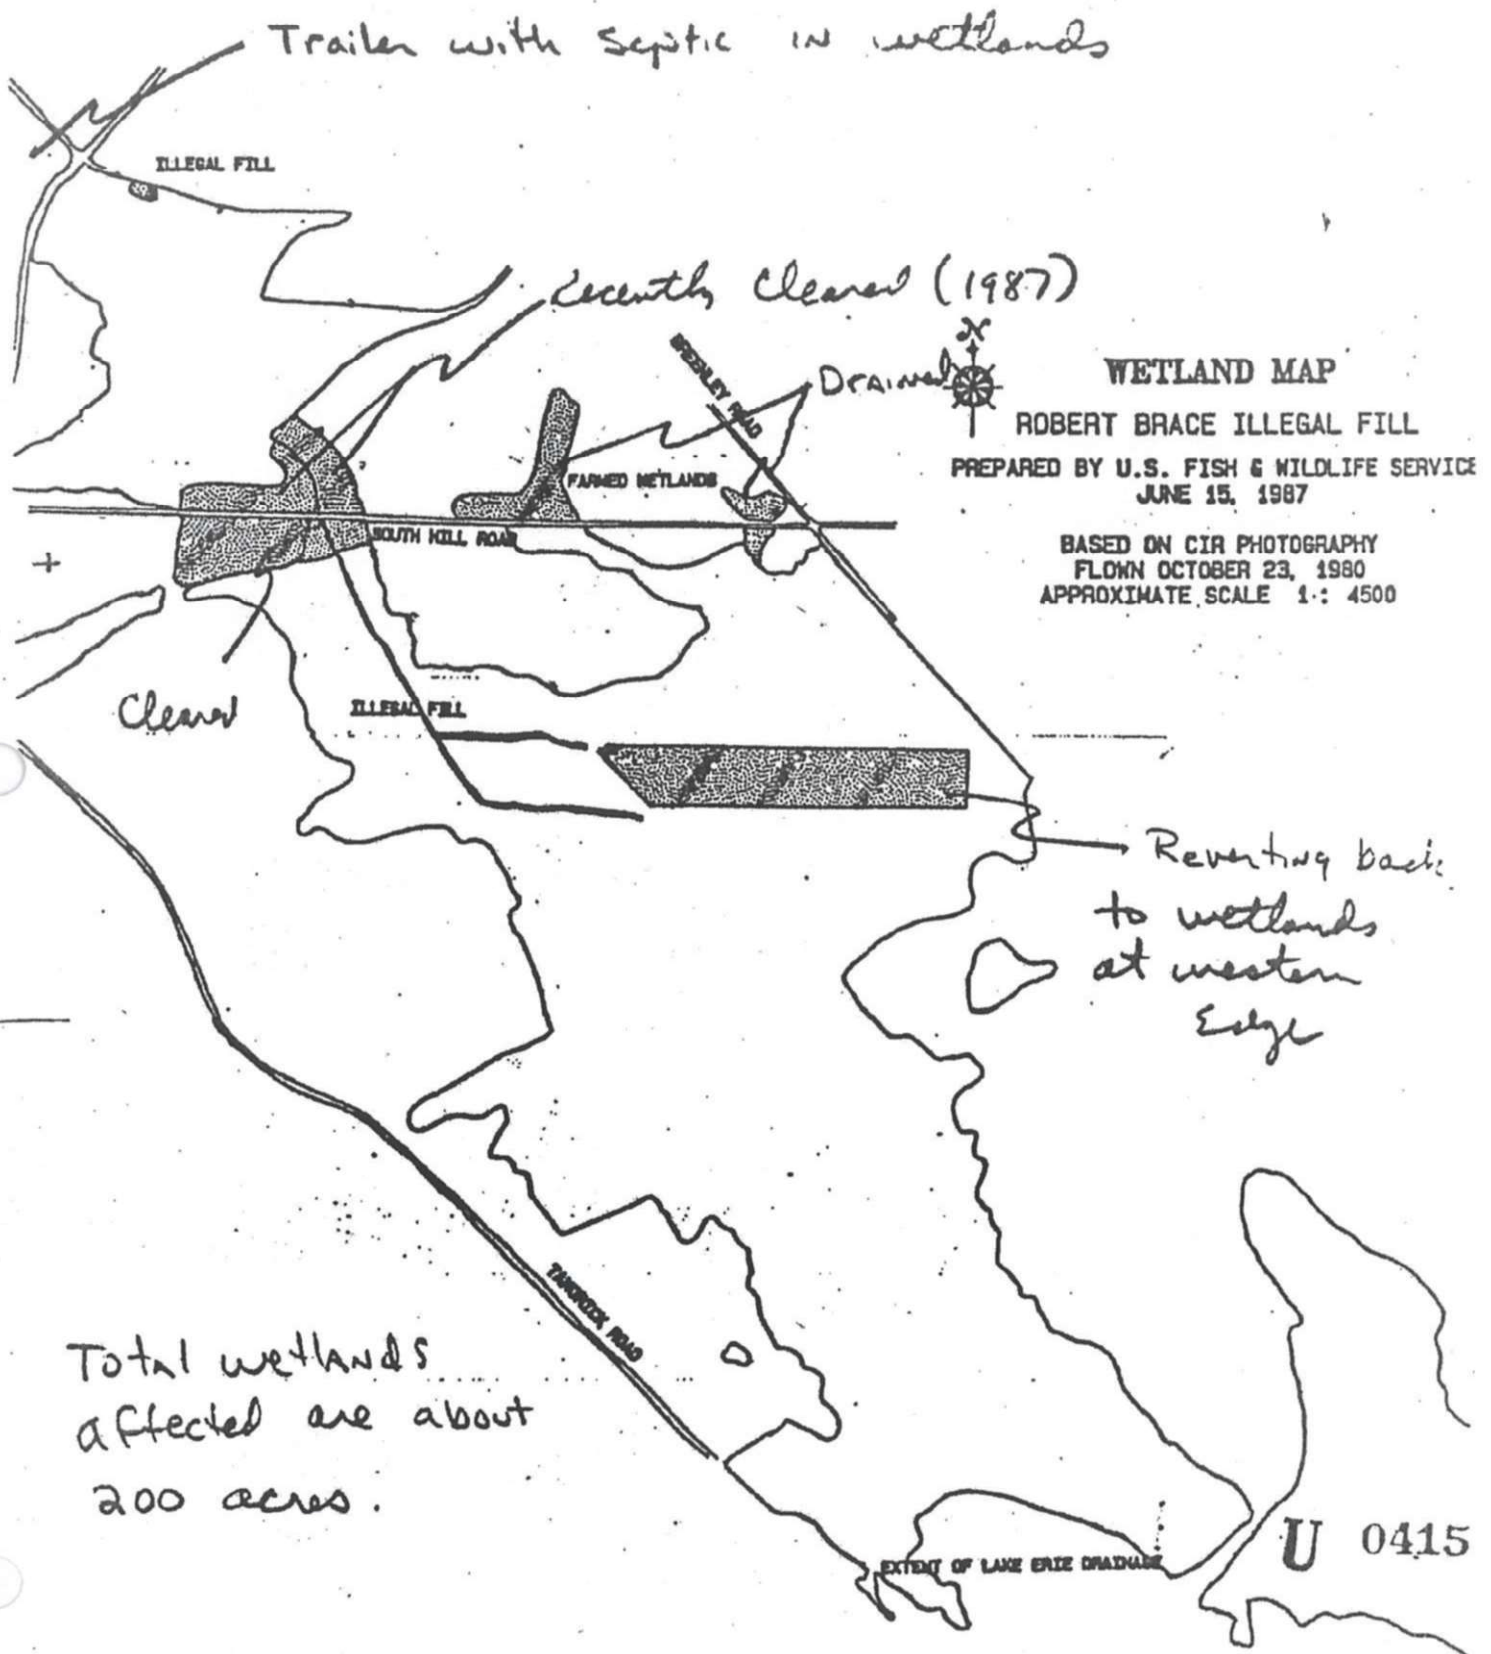 Trailer with Septic IN wetlands
ILLEGAL FILL
Recently Cleared (1987)
GREENLEY ROAD
Drained
N
WETLAND MAP
ROBERT BRACE ILLEGAL FILL
PREPARED BY U.S. FISH & WILDLIFE SERVICE
JUNE 15, 1987
BASED ON CIR PHOTOGRAPHY
FLOWN OCTOBER 23, 1980
APPROXIMATE SCALE 1 : 4500
FARMED WETLANDS
SOUTH HILL ROAD
Cleared
ILLEGAL FILL
Reverting back
to wetlands
at western
Edge
ROAD
Total wetlands
affected are about
200 acres.
EXTENT OF LAKE ERIE DRAINAGE
U 0415